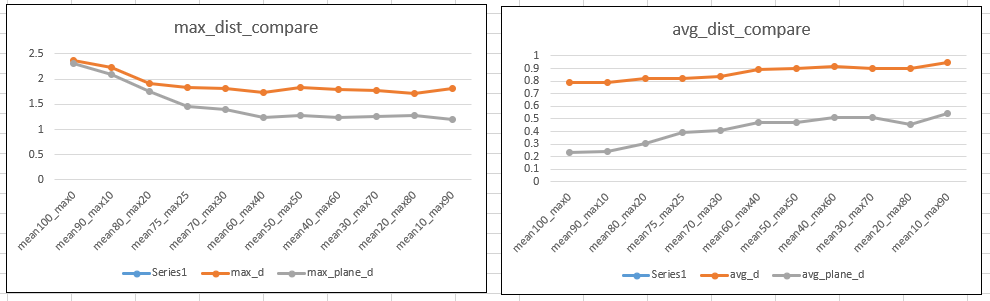 max_dist_compare
2.5
2
1.5
1
0.5
0
mean100_max0
mean90_max10
mean80_max20
mean75_max25
mean70_max30
mean60_max40
mean50_max50
mean40_max60
mean30_max70
mean20_max80
mean10_max90
Series1 max_d max_plane_d
avg_dist_compare
1
0.9
0.8
0.7
0.6
0.5
0.4
0.3
0.2
0.1
0
mean100_max0
mean90_max10
mean80_max20
mean75_max25
mean70_max30
mean60_max40
mean50_max50
mean40_max60
mean30_max70
mean20_max80
mean10_max90
Series1 avg_d avg_plane_d